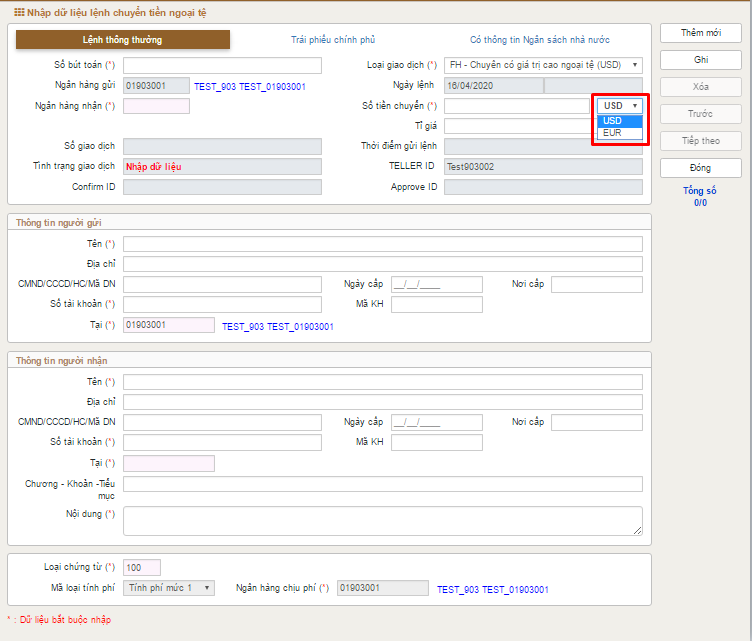 Nhập dữ liệu lệnh chuyển tiền ngoại tệ
Lệnh thông thường Trái phiếu chính phủ Có thông tin Ngân sách nhà nước
Số bút toán (*) Loại giao dịch (*) FH - Chuyển có giá trị cao ngoại tệ (USD)
Ngân hàng gửi 01903001 TEST_903 TEST_01903001 Ngày lệnh 16/04/2020
Ngân hàng nhận (*) Số tiền chuyển (*) USD
USD
EUR
Tỉ giá
Số giao dịch Thời điểm gửi lệnh
Tình trạng giao dịch Nhập dữ liệu TELLER ID Test903002
Confirm ID Approve ID
Thêm mới
Ghi
Xóa
Trước
Tiếp theo
Đóng
Tổng số
0/0
Thông tin người gửi
Tên (*)
Địa chỉ
CMND/CCCD/HC/Mã DN Ngày cấp __/__/____ Nơi cấp
Số tài khoản (*) Mã KH
Tại (*) 01903001 TEST_903 TEST_01903001
Thông tin người nhận
Tên (*)
Địa chỉ
CMND/CCCD/HC/Mã DN Ngày cấp __/__/____ Nơi cấp
Số tài khoản (*) Mã KH
Tại (*)
Chương - Khoản -Tiểu
mục
Nội dung (*)
Loại chứng từ (*) 100
Mã loại tính phí Tính phí mức 1 Ngân hàng chịu phí (*) 01903001 TEST_903 TEST_01903001
* : Dữ liệu bắt buộc nhập